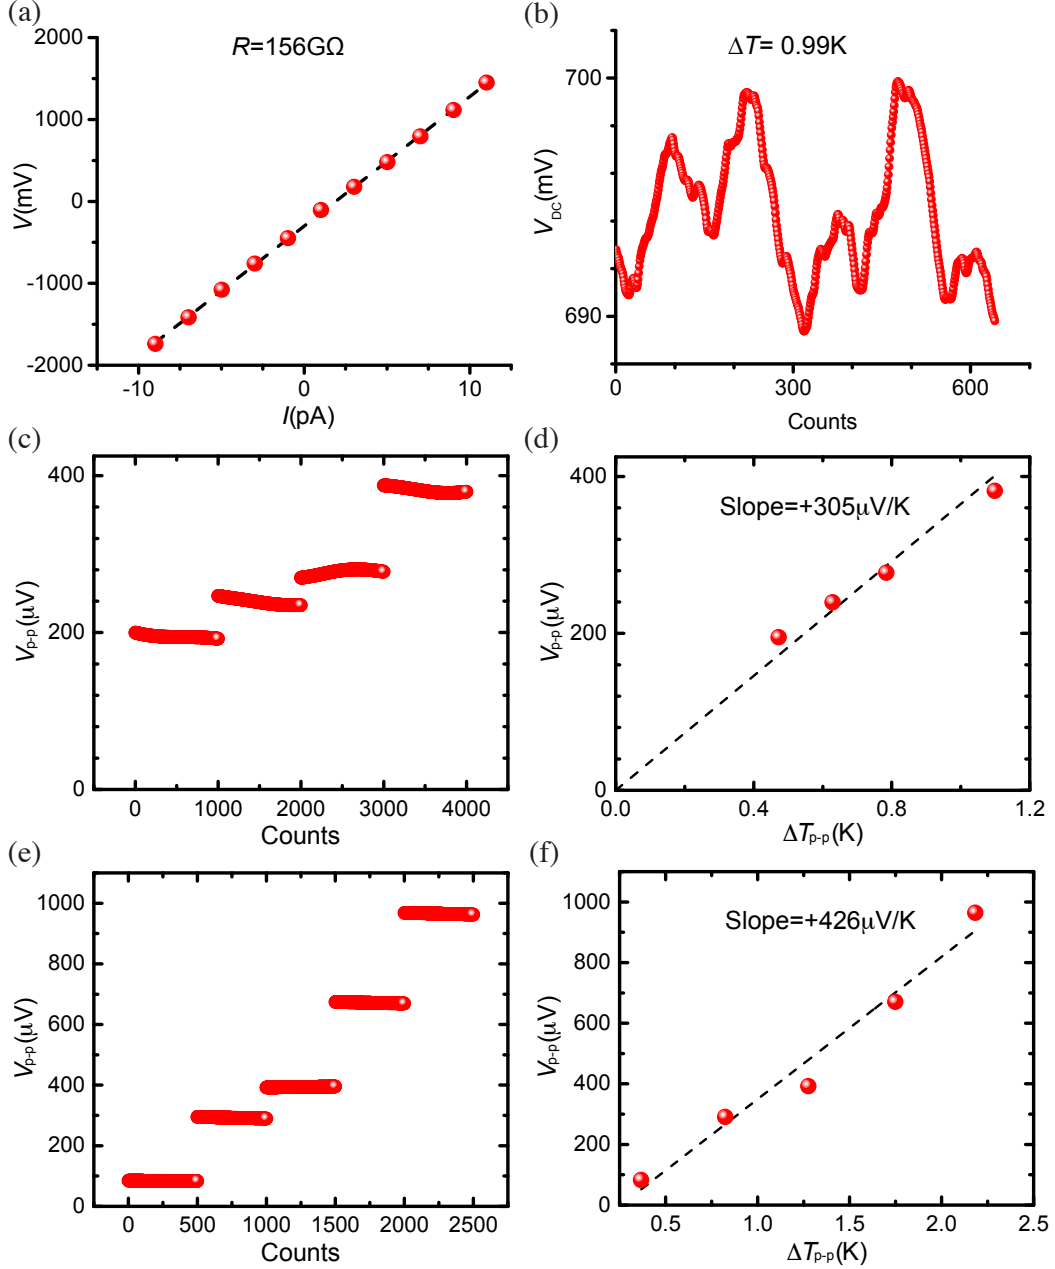 (a)
R=156GΩ
2000
1000
0
-1000
-2000
V(mV)
-10
0
10
I(pA)
(b)
ΔT= 0.99K
700
690
V_DC(mV)
0
300
600
Counts
(c)
400
200
0
V_p-p(μV)
0
1000
2000
3000
4000
Counts
(d)
Slope=+305μV/K
400
200
0
V_p-p(μV)
0.0
0.4
0.8
1.2
ΔT_p-p(K)
(e)
1000
800
600
400
200
0
V_p-p(μV)
0
500
1000
1500
2000
2500
Counts
(f)
Slope=+426μV/K
1000
800
600
400
200
0
V_p-p(μV)
0.5
1.0
1.5
2.0
2.5
ΔT_p-p(K)